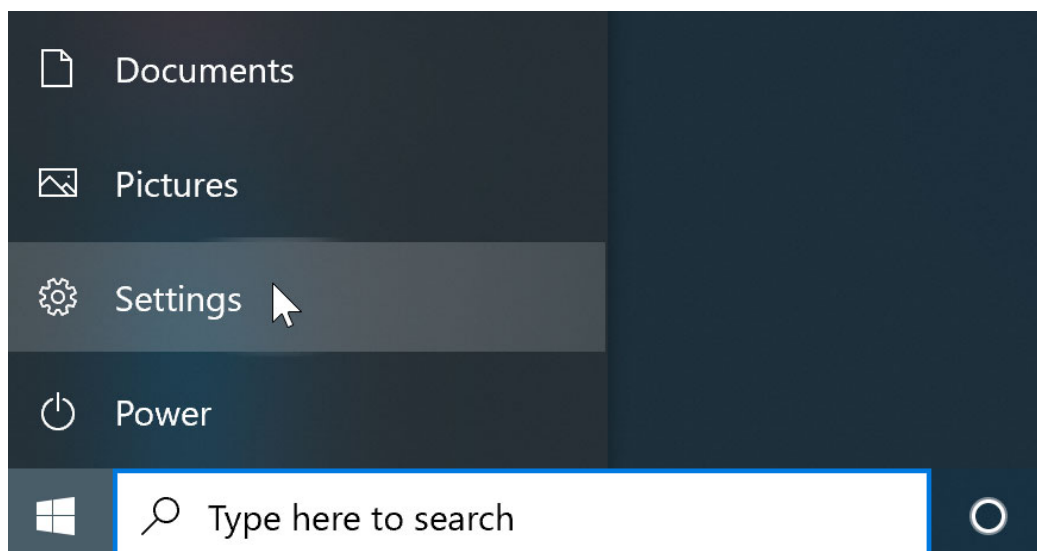 Documents
Pictures
Settings
Power
Type here to search